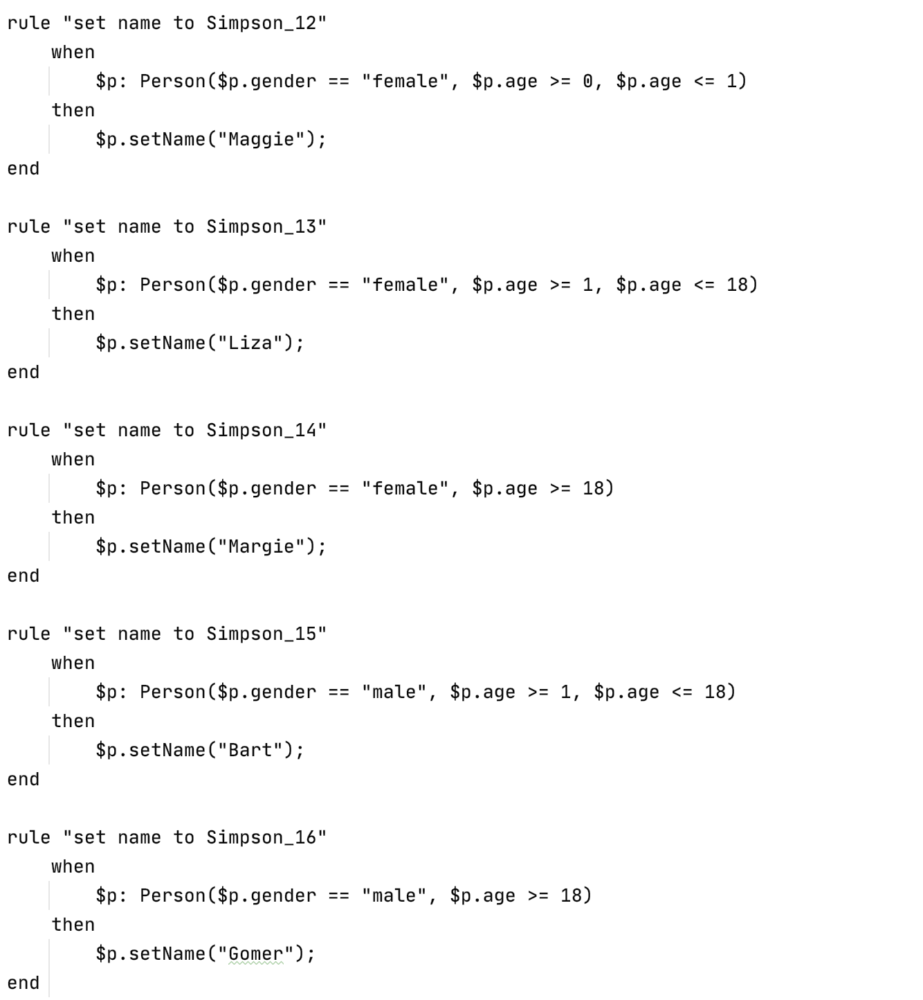 rule "set name to Simpson_12"
    when
        $p: Person($p.gender == "female", $p.age >= 0, $p.age <= 1)
    then
        $p.setName("Maggie");
end

rule "set name to Simpson_13"
    when
        $p: Person($p.gender == "female", $p.age >= 1, $p.age <= 18)
    then
        $p.setName("Liza");
end

rule "set name to Simpson_14"
    when
        $p: Person($p.gender == "female", $p.age >= 18)
    then
        $p.setName("Margie");
end

rule "set name to Simpson_15"
    when
        $p: Person($p.gender == "male", $p.age >= 1, $p.age <= 18)
    then
        $p.setName("Bart");
end

rule "set name to Simpson_16"
    when
        $p: Person($p.gender == "male", $p.age >= 18)
    then
        $p.setName("Gomer");
end